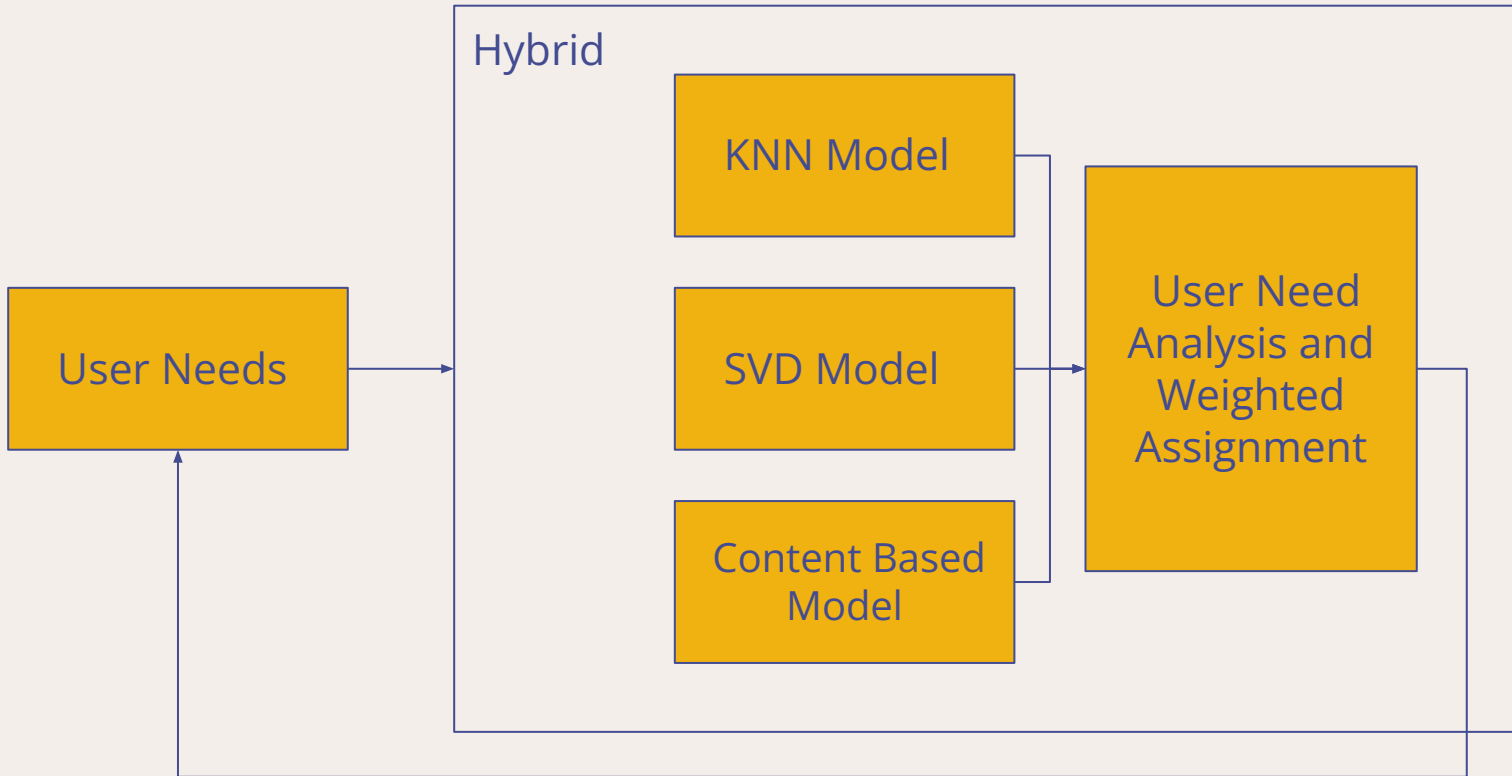 Hybrid
KNN Model
User Needs
SVD Model
Content Based
Model
User Need
Analysis and
Weighted
Assignment